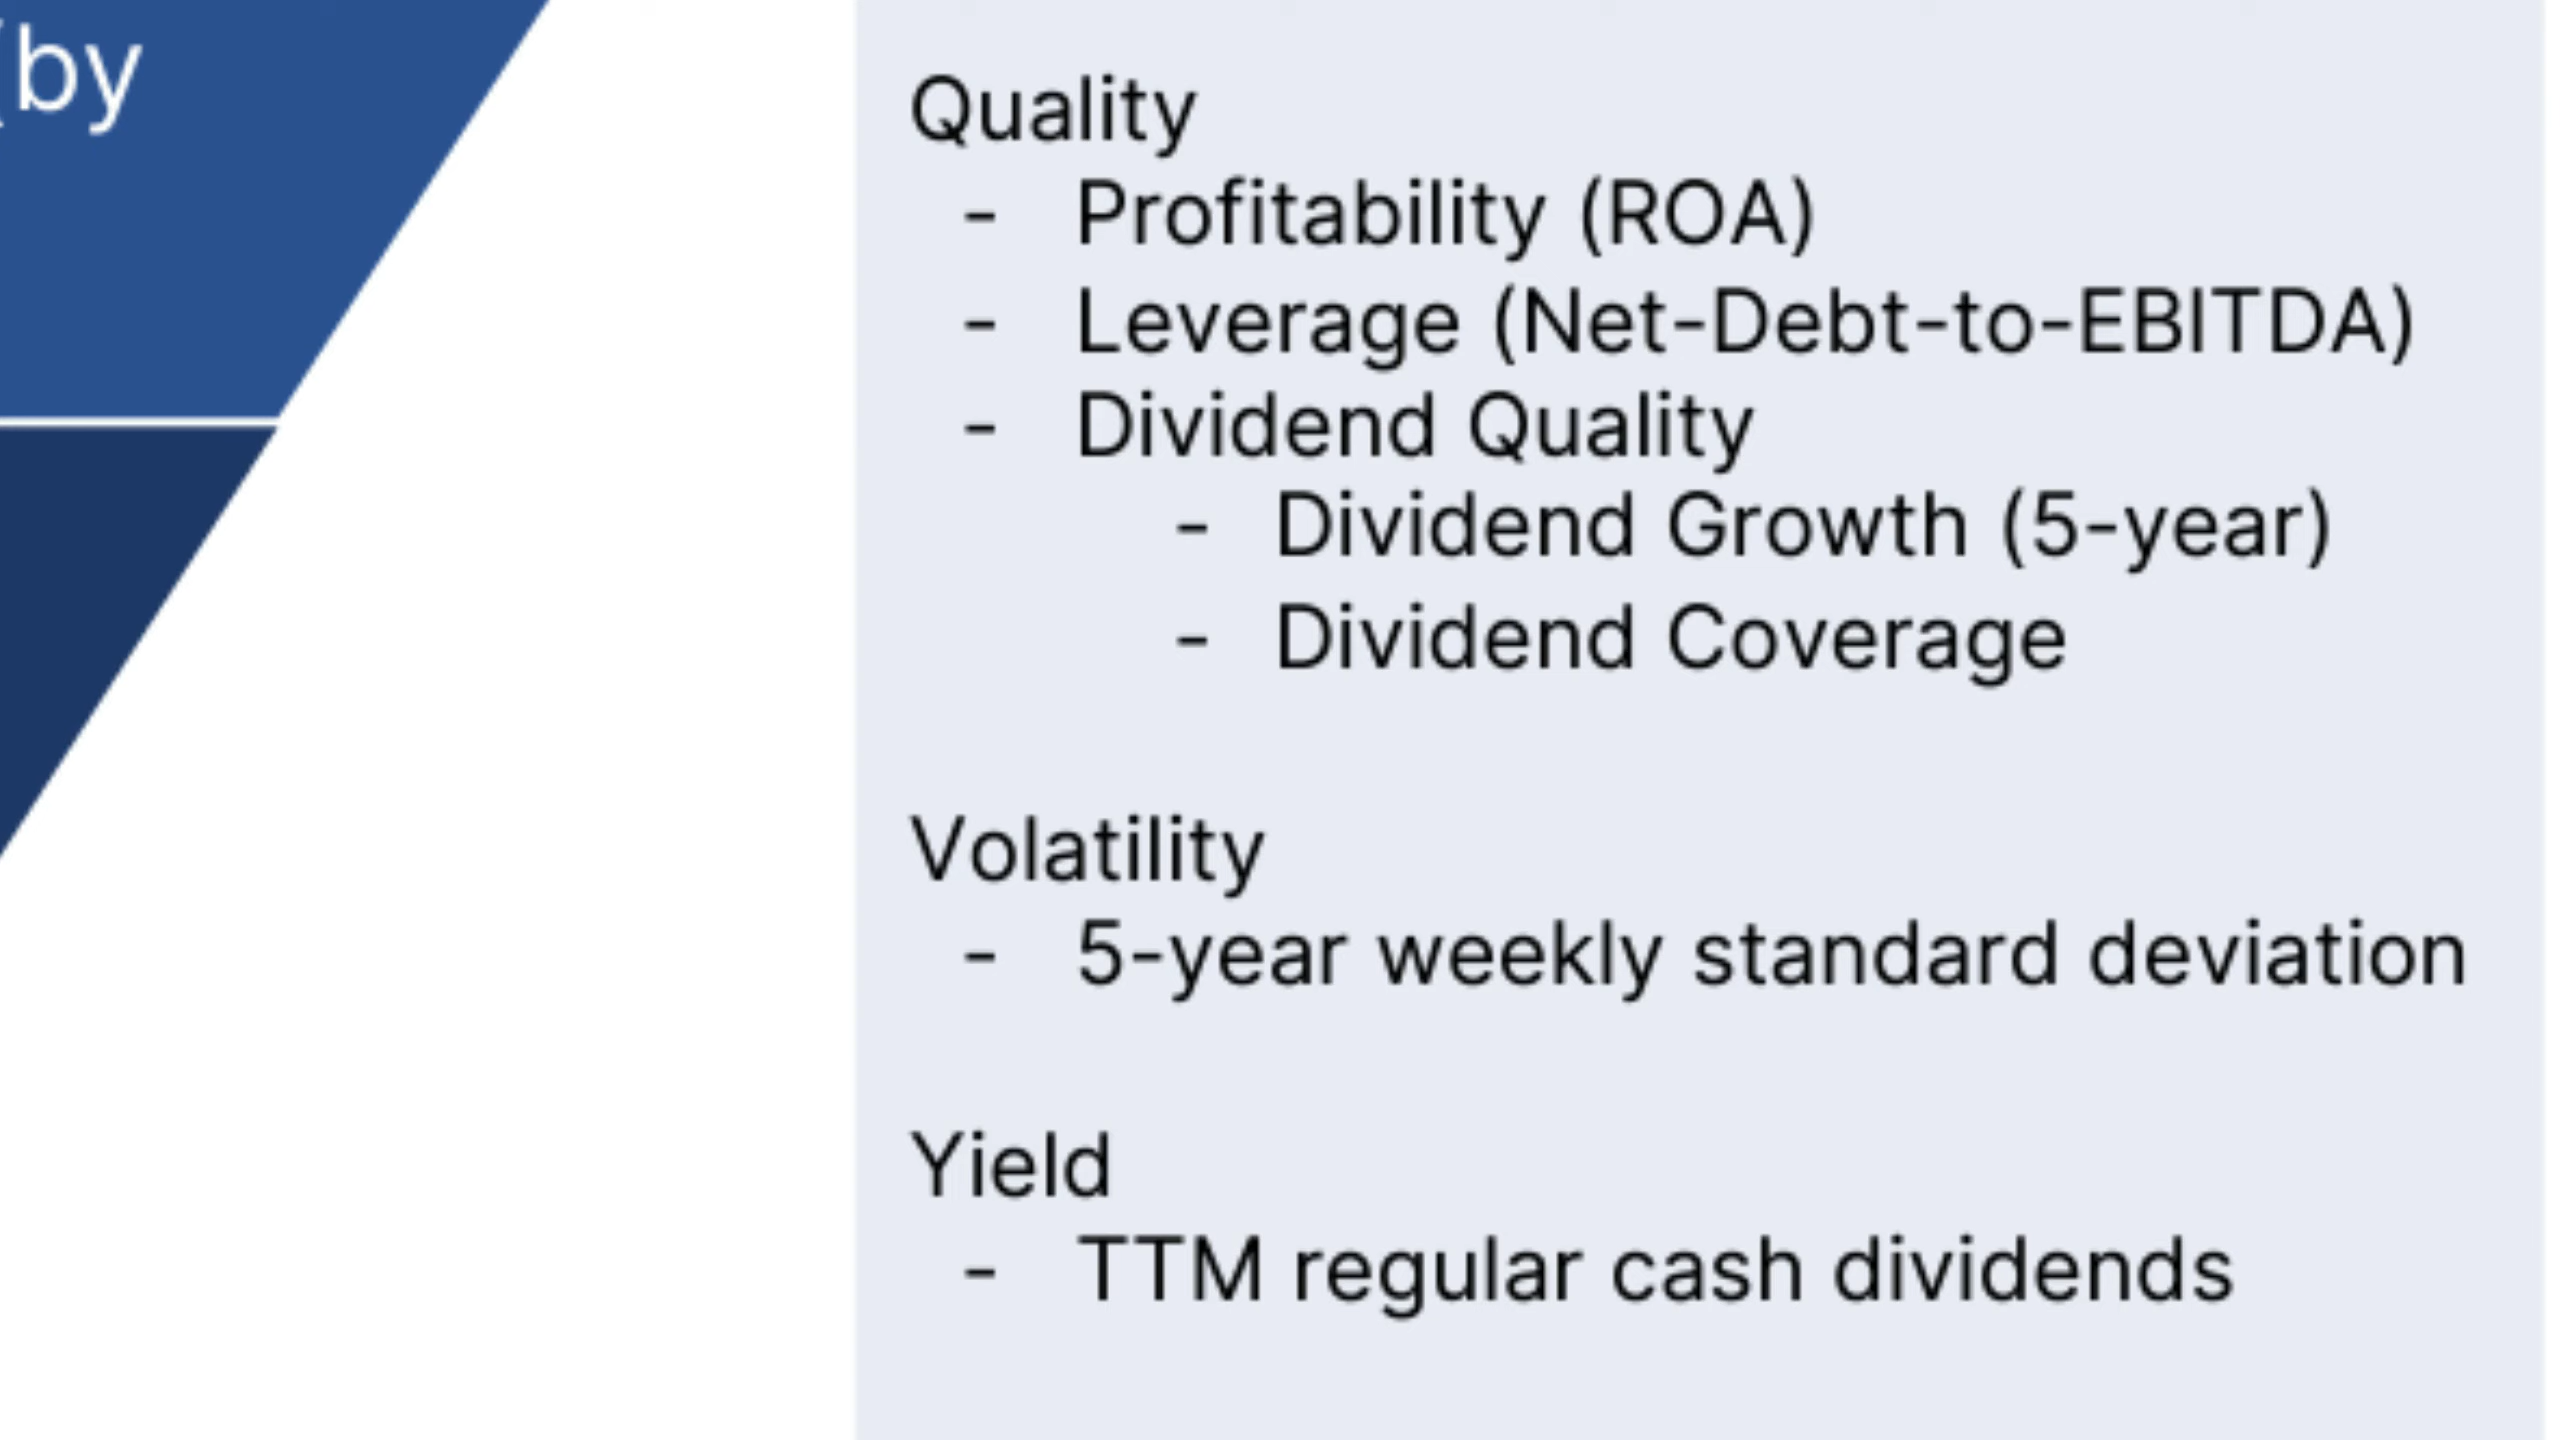 (by
Quality
- Profitability (ROA)
- Leverage (Net-Debt-to-EBITDA)
- Dividend Quality
- Dividend Growth (5-year)
- Dividend Coverage
Volatility
- 5-year weekly standard deviation
Yield
- TTM regular cash dividends